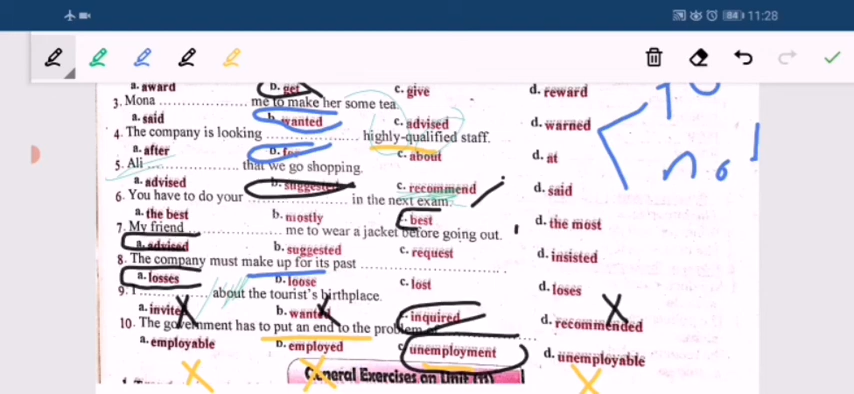 84 11:28
a. award b. get c. give d. reward
3. Mona .............. me to make her some tea.
a. said b. wanted c. advised d. warned
4. The company is looking .............. highly-qualified staff.
a. after b. for c. about d. at
5. Ali .............. that we go shopping.
a. advised b. suggested c. recommend d. said
6. You have to do your .............. in the next exam.
a. the best b. mostly c. best d. the most
7. My friend .............. me to wear a jacket before going out.
a. advised b. suggested c. request d. insisted
8. The company must make up for its past ..............
a. losses b. loose c. lost d. loses
9. I .............. about the tourist's birthplace.
a. invited b. wanted c. inquired d. recommended
10. The government has to put an end to the problem of ..............
a. employable b. employed c. unemployment d. unemployable
General Exercises on Unit